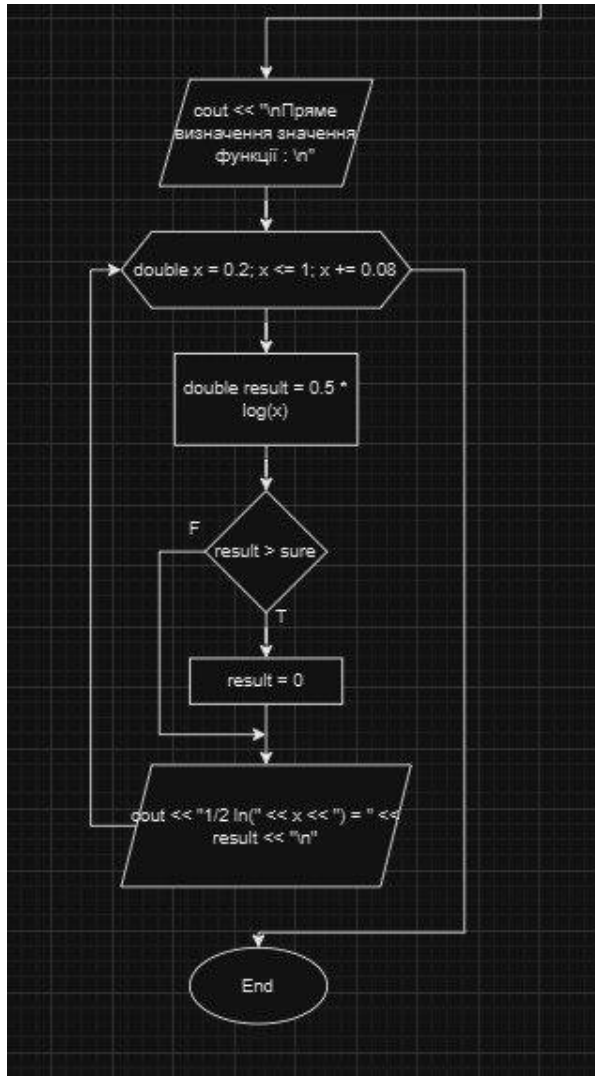 cout << "\nПряме
визначення значення
функції : \n"
double x = 0.2; x <= 1; x += 0.08
double result = 0.5 *
log(x)
F
result > sure
T
result = 0
cout << "1/2 ln(" << x << ") = " <<
result << "\n"
End